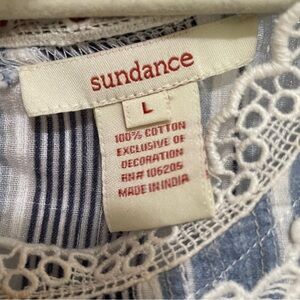 sundance
L
100% COTTON
EXCLUSIVE OF
DECORATION
RN# 106205
MADE IN INDIA